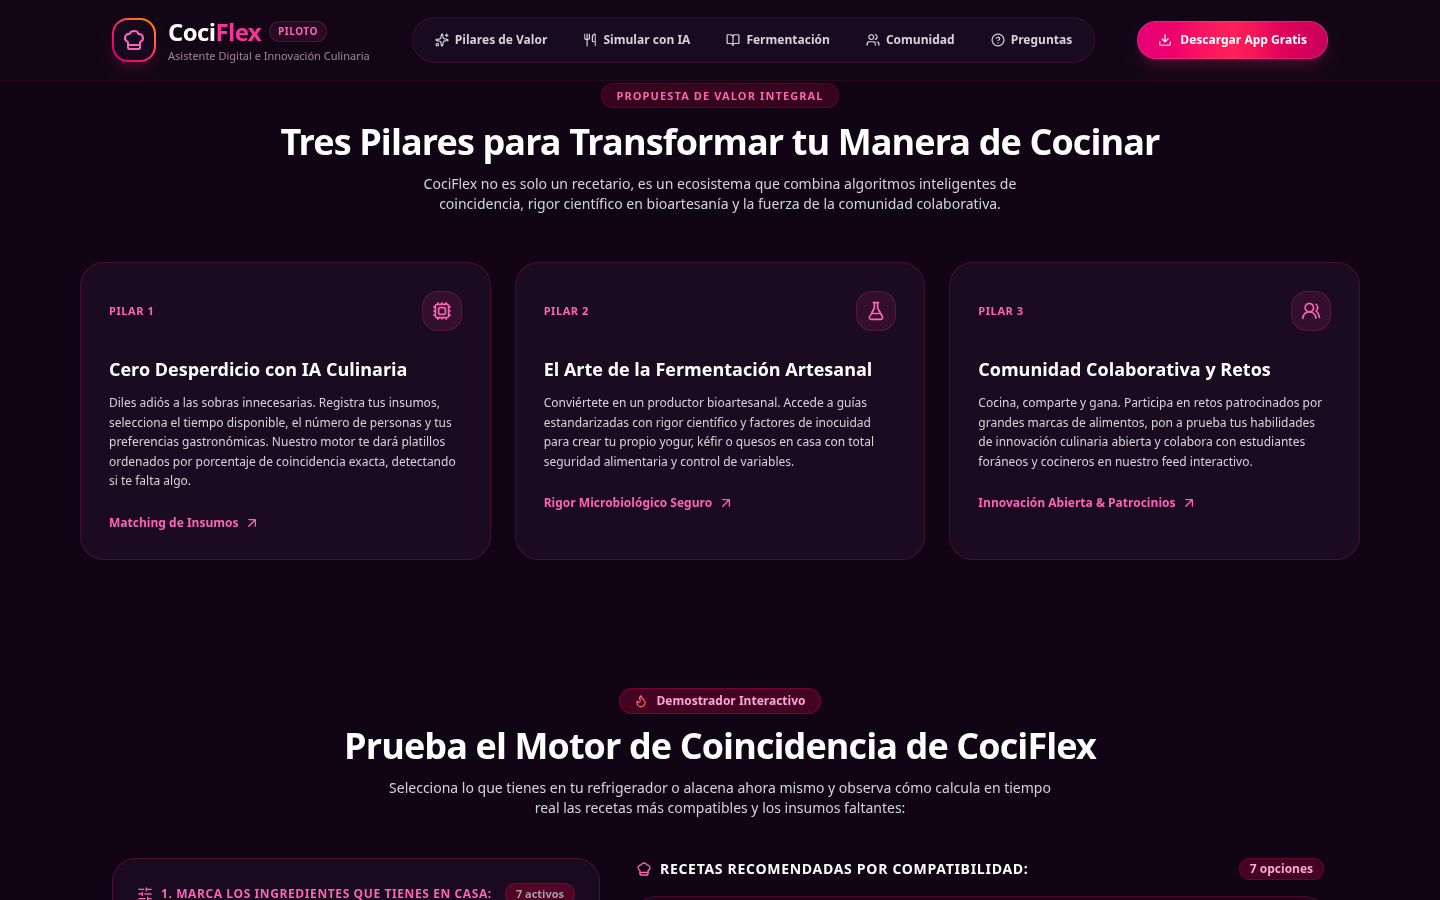 CociFlex PILOTO
Asistente Digital e Innovación Culinaria
Pilares de Valor
Simular con IA
Fermentación
Comunidad
Preguntas
Descargar App Gratis
PROPUESTA DE VALOR INTEGRAL
Tres Pilares para Transformar tu Manera de Cocinar
CociFlex no es solo un recetario, es un ecosistema que combina algoritmos inteligentes de
coincidencia, rigor científico en bioartesanía y la fuerza de la comunidad colaborativa.
PILAR 1
Cero Desperdicio con IA Culinaria
Diles adiós a las sobras innecesarias. Registra tus insumos,
selecciona el tiempo disponible, el número de personas y tus
preferencias gastronómicas. Nuestro motor te dará platillos
ordenados por porcentaje de coincidencia exacta, detectando
si te falta algo.
Matching de Insumos
PILAR 2
El Arte de la Fermentación Artesanal
Conviértete en un productor bioartesanal. Accede a guías
estandarizadas con rigor científico y factores de inocuidad
para crear tu propio yogur, kéfir o quesos en casa con total
seguridad alimentaria y control de variables.
Rigor Microbiológico Seguro
PILAR 3
Comunidad Colaborativa y Retos
Cocina, comparte y gana. Participa en retos patrocinados por
grandes marcas de alimentos, pon a prueba tus habilidades
de innovación culinaria abierta y colabora con estudiantes
foráneos y cocineros en nuestro feed interactivo.
Innovación Abierta & Patrocinios
Demostrador Interactivo
Prueba el Motor de Coincidencia de CociFlex
Selecciona lo que tienes en tu refrigerador o alacena ahora mismo y observa cómo calcula en tiempo
real las recetas más compatibles y los insumos faltantes:
1. MARCA LOS INGREDIENTES QUE TIENES EN CASA:
7 activos
RECETAS RECOMENDADAS POR COMPATIBILIDAD:
7 opciones